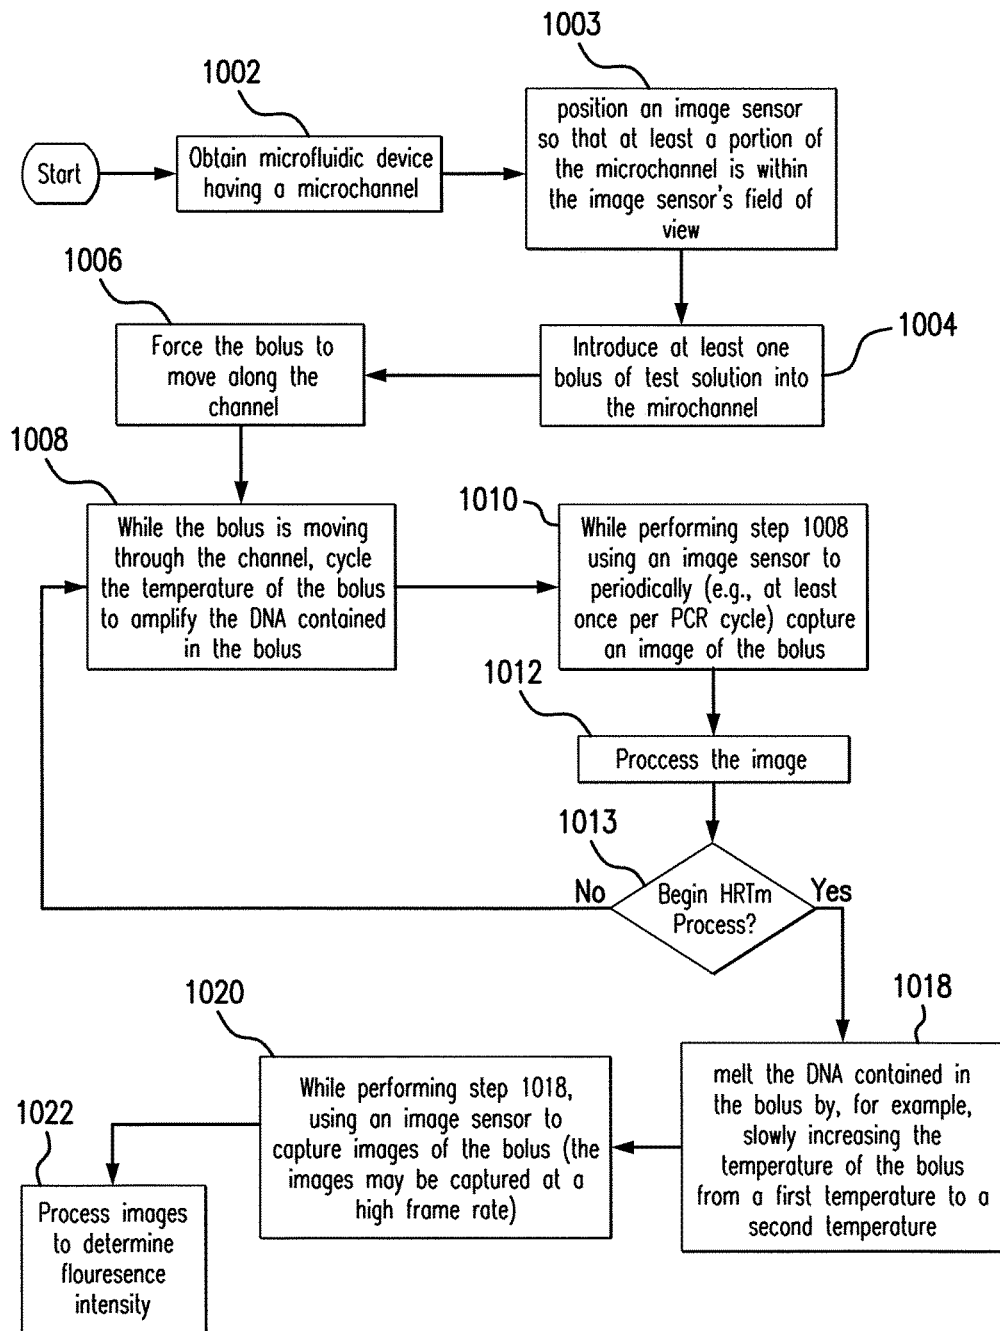 1003
1002
position an image sensor
so that at least a portion of
the microchannel is within
the image sensor's field of
view
Start
Obtain microfluidic device
having a microchannel
1006
1004
Force the bolus to
move along the
channel
Introduce at least one
bolus of test solution into
the mirochannel
1008
1010
While the bolus is moving
through the channel, cycle
the temperature of the bolus
to amplify the DNA contained
in the bolus
While performing step 1008
using an image sensor to
periodically (e.g., at least
once per PCR cycle) capture
an image of the bolus
1012
Proccess the image
1013
No
Begin HRTm
Process?
Yes
1018
1020
melt the DNA contained in
the bolus by, for example,
slowly increasing the
temperature of the bolus
from a first temperature to a
second temperature
While performing step 1018,
using an image sensor to
capture images of the bolus (the
images may be captured at a
high frame rate)
1022
Process images
to determine
flouresence
intensity